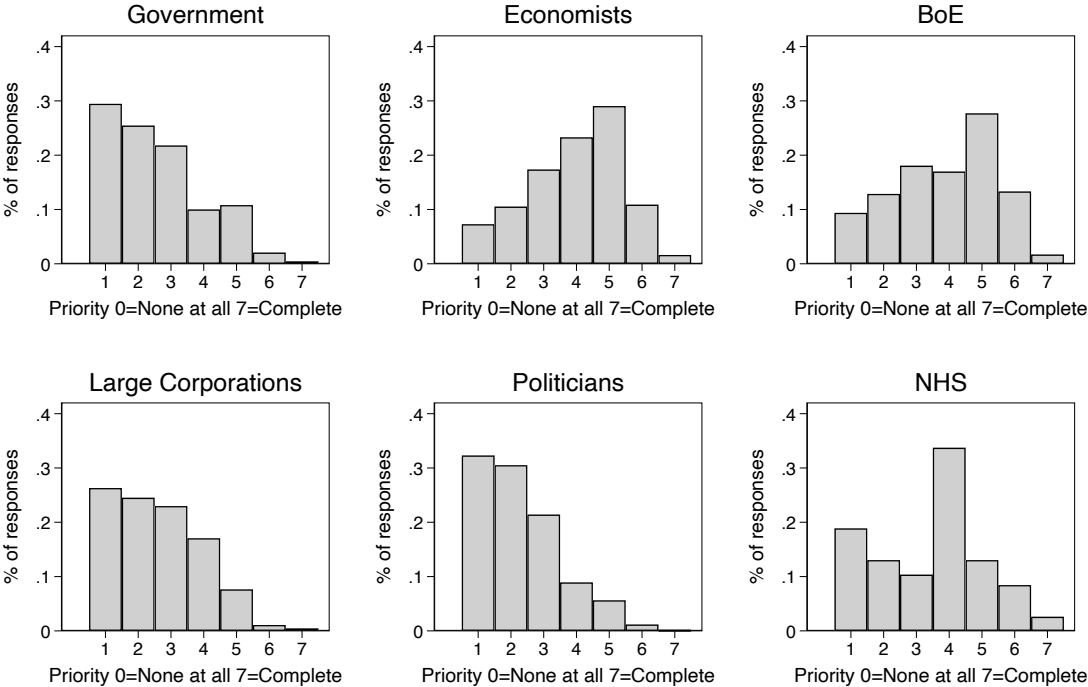 Government
% of responses
.4
.3
.2
.1
0
1 2 3 4 5 6 7
Priority 0=None at all 7=Complete
Economists
% of responses
.4
.3
.2
.1
0
1 2 3 4 5 6 7
Priority 0=None at all 7=Complete
BoE
% of responses
.4
.3
.2
.1
0
1 2 3 4 5 6 7
Priority 0=None at all 7=Complete
Large Corporations
% of responses
.4
.3
.2
.1
0
1 2 3 4 5 6 7
Priority 0=None at all 7=Complete
Politicians
% of responses
.4
.3
.2
.1
0
1 2 3 4 5 6 7
Priority 0=None at all 7=Complete
NHS
% of responses
.4
.3
.2
.1
0
1 2 3 4 5 6 7
Priority 0=None at all 7=Complete